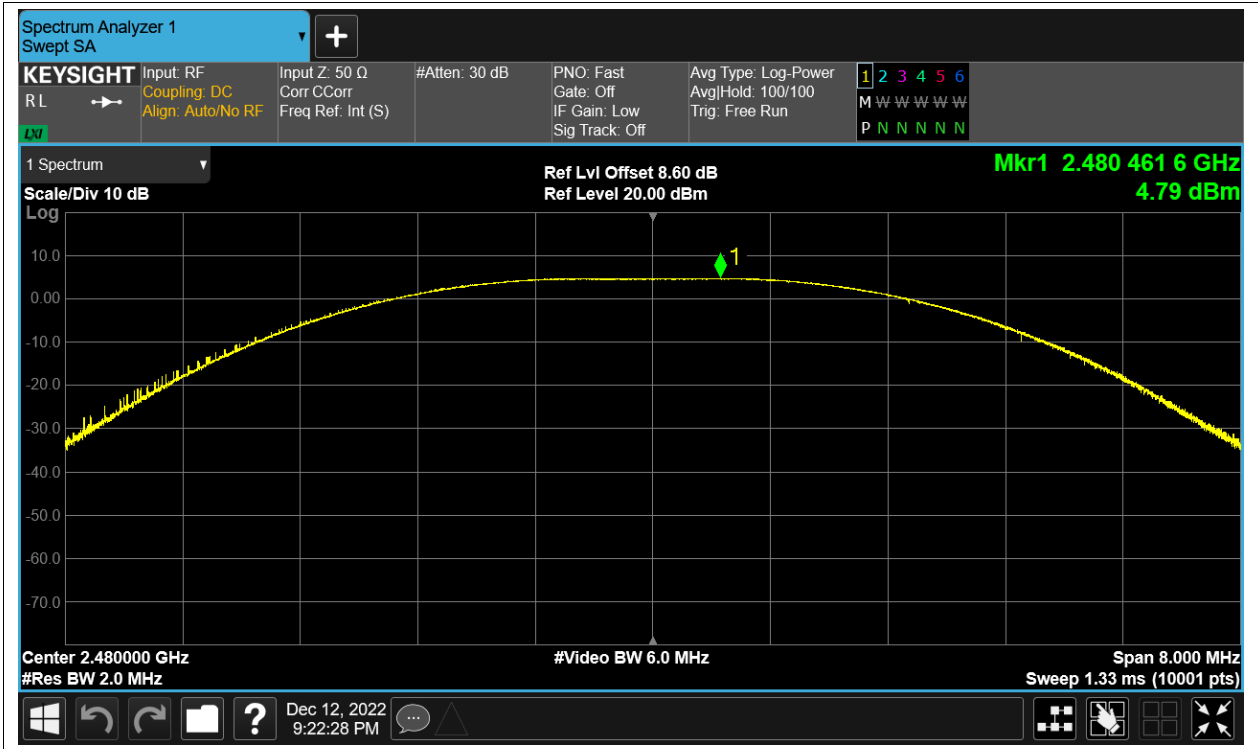 Spectrum Analyzer 1
Swept SA
KEYSIGHT
R L
LXI
Input: RF
Coupling: DC
Align: Auto/No RF
Input Z: 50 Ω
Corr CCorr
Freq Ref: Int (S)
#Atten: 30 dB
PNO: Fast
Gate: Off
IF Gain: Low
Sig Track: Off
Avg Type: Log-Power
Avg|Hold: 100/100
Trig: Free Run
1 2 3 4 5 6
M W W W W W W
P N N N N N N
1 Spectrum
Scale/Div 10 dB
Log
Ref Lvl Offset 8.60 dB
Ref Level 20.00 dBm
Mkr1 2.480 461 6 GHz
4.79 dBm
1
10.0
0.00
-10.0
-20.0
-30.0
-40.0
-50.0
-60.0
-70.0
Center 2.480000 GHz
#Res BW 2.0 MHz
#Video BW 6.0 MHz
Span 8.000 MHz
Sweep 1.33 ms (10001 pts)
?
Dec 12, 2022
9:22:28 PM